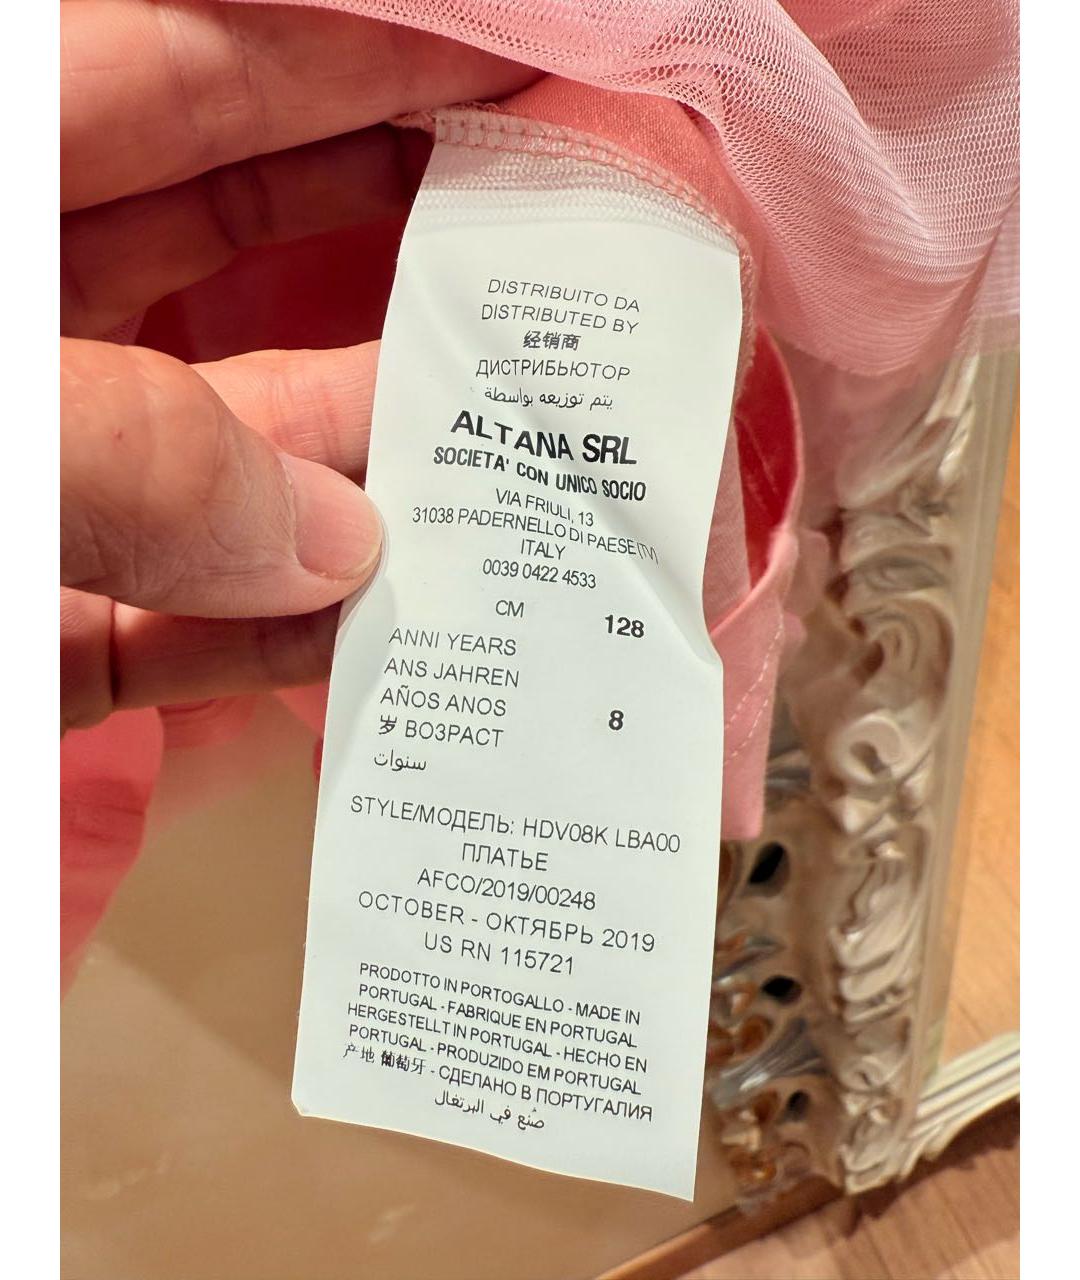 DISTRIBUITO DA
DISTRIBUTED BY
经销商
ДИСТРИБЬЮТОР
يتم توزيعه بواسطة
ALTANA SRL
SOCIETA' CON UNICO SOCIO
VIA FRIULI, 13
31038 PADERNELLO DI PAESE (TV)
ITALY
0039 0422 4533
CM 128
ANNI YEARS
ANS JAHREN
AÑOS ANOS 8
岁 ВОЗРАСТ
سنوات
STYLE/МОДЕЛЬ: HDV08K LBA00
ПЛАТЬЕ
AFCO/2019/00248
OCTOBER - ОКТЯБРЬ 2019
US RN 115721
PRODOTTO IN PORTOGALLO - MADE IN
PORTUGAL - FABRIQUE EN PORTUGAL
HERGESTELLT IN PORTUGAL - HECHO EN
PORTUGAL - PRODUZIDO EM PORTUGAL
产地 葡萄牙 - СДЕЛАНО В ПОРТУГАЛИЯ
صنع في البرتغال